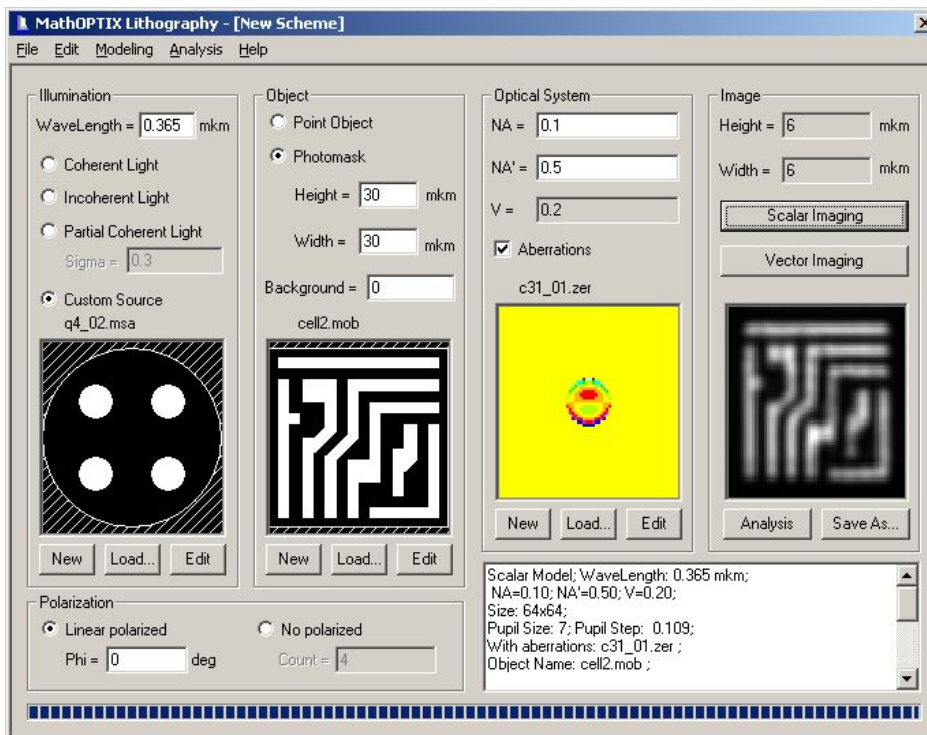 MathOPTIX Lithography - [New Scheme]
File Edit Modeling Analysis Help
Illumination
WaveLength = 0.365 mkm
Coherent Light
Incoherent Light
Partial Coherent Light
Sigma = 0.3
Custom Source
q4_02.msa
New Load... Edit
Object
Point Object
Photomask
Height = 30 mkm
Width = 30 mkm
Background = 0
cell2.mob
New Load... Edit
Optical System
NA = 0.1
NA' = 0.5
V = 0.2
Aberrations
c31_01.zer
New Load... Edit
Image
Height = 6 mkm
Width = 6 mkm
Scalar Imaging
Vector Imaging
Analysis Save As...
Polarization
Linear polarized No polarized
Phi = 0 deg Count = 4
Scalar Model; WaveLength: 0.365 mkm;
NA=0.10; NA'=0.50; V=0.20;
Size: 64x64;
Pupil Size: 7; Pupil Step: 0.109;
With aberrations: c31_01.zer ;
Object Name: cell2.mob ;